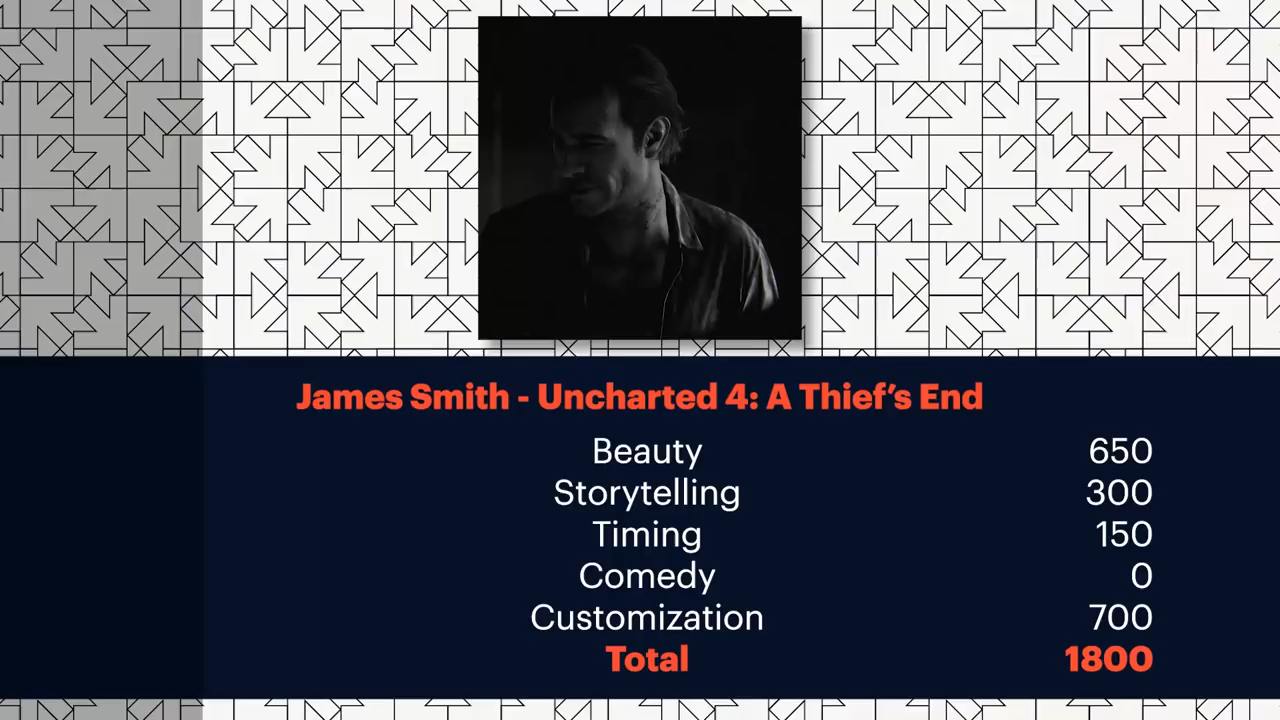 James Smith - Uncharted 4: A Thief’s End
Beauty 650
Storytelling 300
Timing 150
Comedy 0
Customization 700
Total 1800